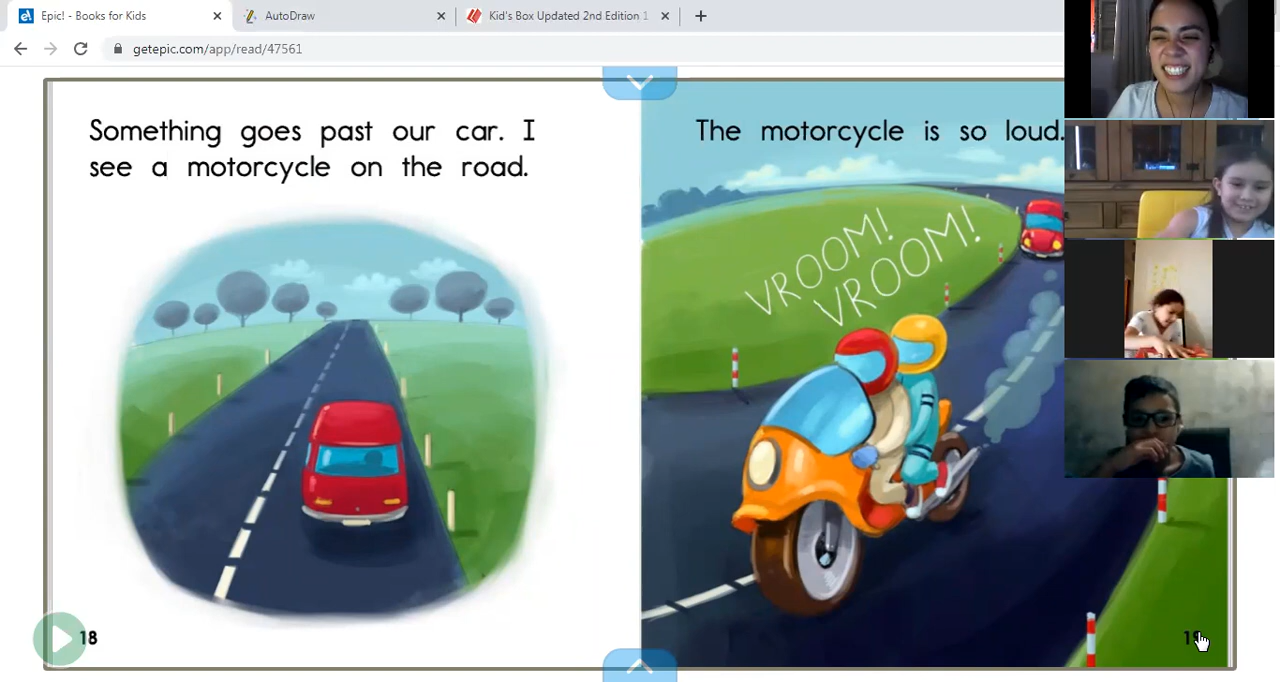 Epic! - Books for Kids
AutoDraw
Kid's Box Updated 2nd Edition 1
getepic.com/app/read/47561
Something goes past our car. I
see a motorcycle on the road.
18
The motorcycle is so loud.
VROOM!
VROOM!